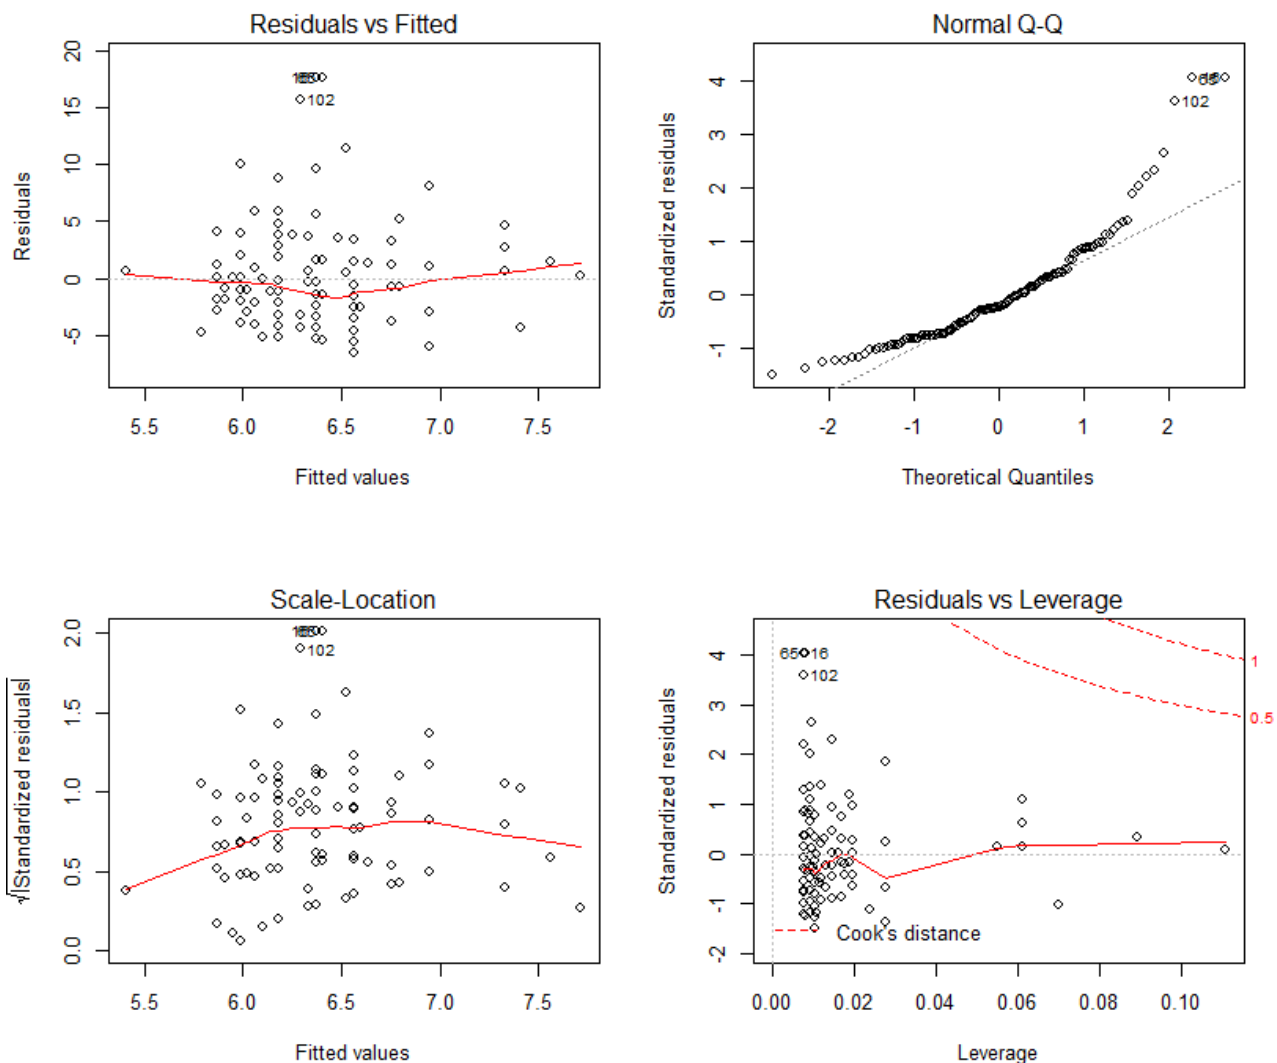 Residuals vs Fitted
Residuals
20
15
10
5
0
-5
102
5.5 6.0 6.5 7.0 7.5
Fitted values
Normal Q-Q
Standardized residuals
4
3
2
1
0
-1
102
-2 -1 0 1 2
Theoretical Quantiles
Scale-Location
√|Standardized residuals|
2.0
1.5
1.0
0.5
0.0
102
5.5 6.0 6.5 7.0 7.5
Fitted values
Residuals vs Leverage
Standardized residuals
4
3
2
1
0
-1
-2
65 16
102
1
0.5
Cook's distance
0.00 0.02 0.04 0.06 0.08 0.10
Leverage